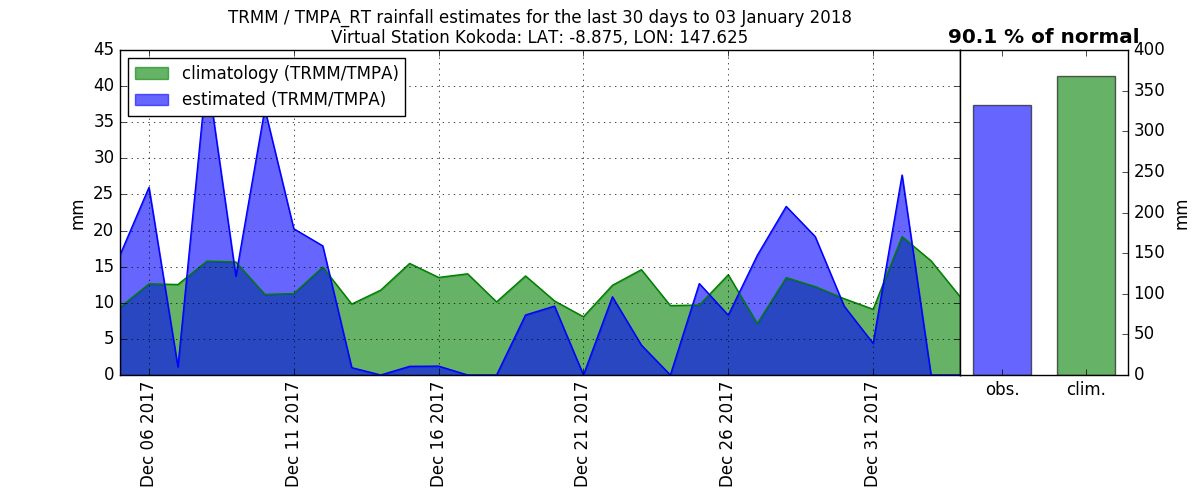 TRMM / TMPA_RT rainfall estimates for the last 30 days to 03 January 2018
Virtual Station Kokoda: LAT: -8.875, LON: 147.625
90.1 % of normal
climatology (TRMM/TMPA)
estimated (TRMM/TMPA)
mm
45
40
35
30
25
20
15
10
5
0
Dec 06 2017
Dec 11 2017
Dec 16 2017
Dec 21 2017
Dec 26 2017
Dec 31 2017
400
350
300
250
200
150
100
50
0
mm
obs.
clim.